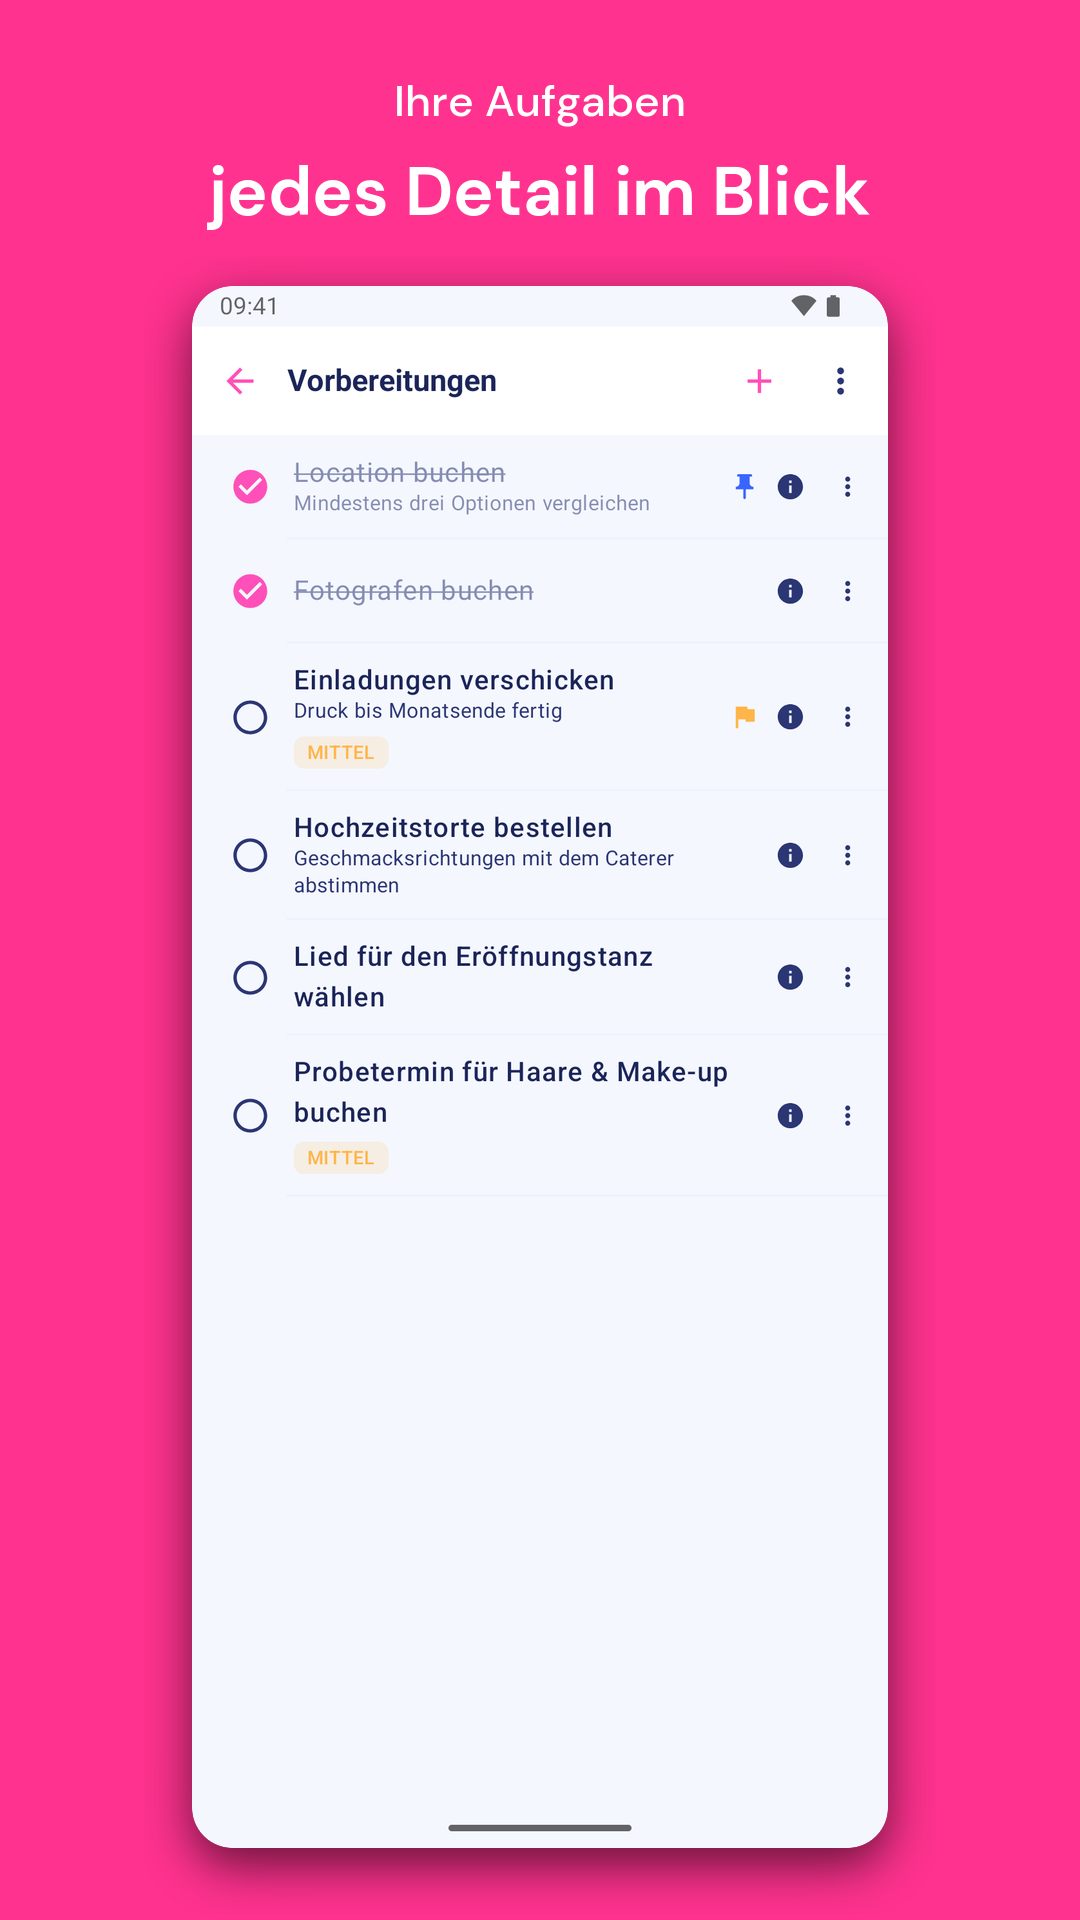 Ihre Aufgaben
jedes Detail im Blick
09:41
Vorbereitungen
Location buchen
Mindestens drei Optionen vergleichen
Fotografen buchen
Einladungen verschicken
Druck bis Monatsende fertig
MITTEL
Hochzeitstorte bestellen
Geschmacksrichtungen mit dem Caterer
abstimmen
Lied für den Eröffnungstanz
wählen
Probetermin für Haare & Make-up
buchen
MITTEL